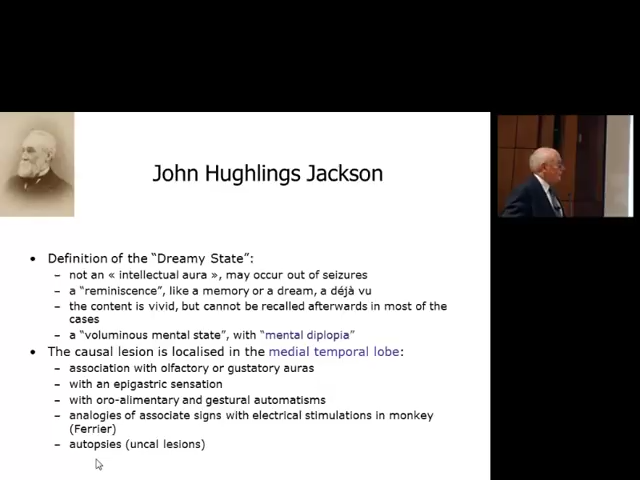 John Hughlings Jackson
• Definition of the “Dreamy State”:
– not an « intellectual aura », may occur out of seizures
– a “reminiscence”, like a memory or a dream, a déjà vu
– the content is vivid, but cannot be recalled afterwards in most of the
cases
– a “voluminous mental state”, with “mental diplopia”
• The causal lesion is localised in the medial temporal lobe:
– association with olfactory or gustatory auras
– with an epigastric sensation
– with oro-alimentary and gestural automatisms
– analogies of associate signs with electrical stimulations in monkey
(Ferrier)
– autopsies (uncal lesions)